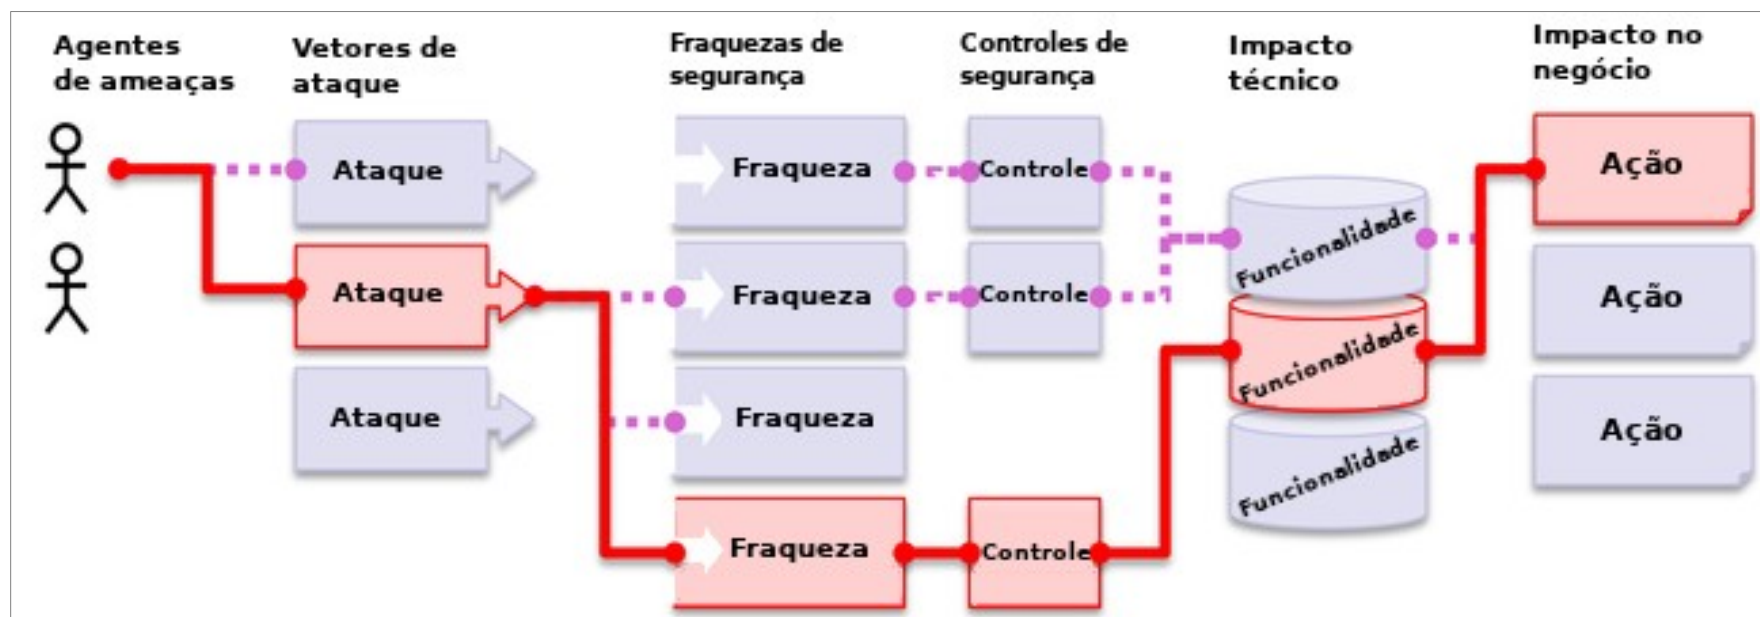 Agentes
de ameaças
Vetores de
ataque
Fraquezas de
segurança
Controles de
segurança
Impacto
técnico
Impacto no
negócio
Ataque
Fraqueza
Controle
Funcionalidade
Ação
Ataque
Fraqueza
Controle
Funcionalidade
Ação
Ataque
Fraqueza
Funcionalidade
Ação
Fraqueza
Controle